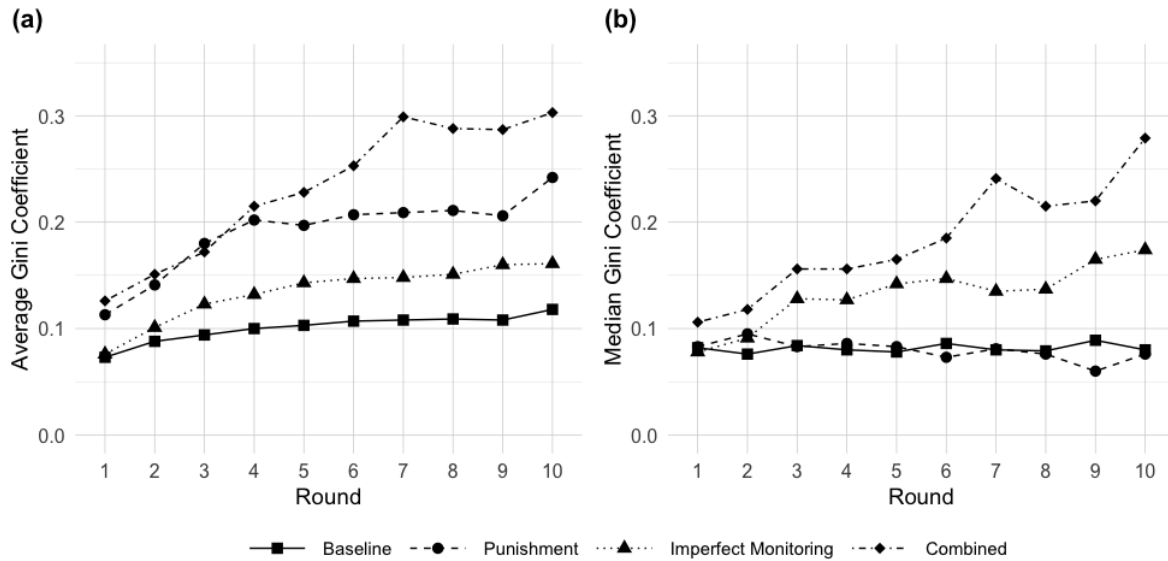 (a)
Average Gini Coefficient
0.3
0.2
0.1
0.0
1 2 3 4 5 6 7 8 9 10
Round
(b)
Median Gini Coefficient
0.3
0.2
0.1
0.0
1 2 3 4 5 6 7 8 9 10
Round
Baseline Punishment Imperfect Monitoring Combined